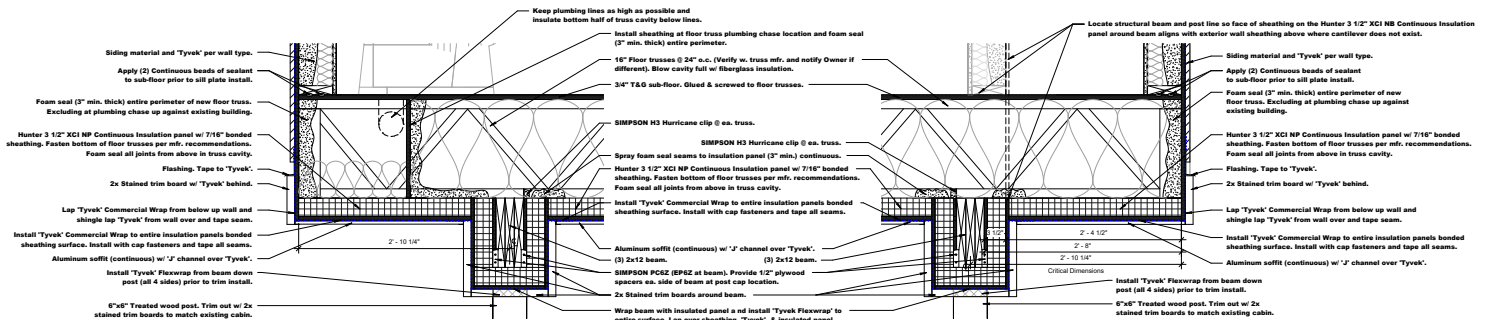 Keep plumbing lines as high as possible and
insulate bottom half of truss cavity below lines.
Install sheathing at floor truss plumbing chase location and foam seal
(3" min. thick) entire perimeter.
16" Floor trusses @ 24" o.c. (Verify w. truss mfr. and notify Owner if
different). Blow cavity full w/ fiberglass insulation.
3/4" T&G sub-floor. Glued & screwed to floor trusses.
SIMPSON H3 Hurricane clip @ ea. truss.
SIMPSON H3 Hurricane clip @ ea. truss.
Spray foam seal seams to insulation panel (3" min.) continuous.
Hunter 3 1/2" XCI NP Continuous Insulation panel w/ 7/16" bonded
sheathing. Fasten bottom of floor trusses per mfr. recommendations.
Foam seal all joints from above in truss cavity.
Install 'Tyvek' Commercial Wrap to entire insulation panels bonded
sheathing surface. Install with cap fasteners and tape all seams.
Aluminum soffit (continuous) w/ 'J' channel over 'Tyvek'.
(3) 2x12 beam.
(3) 2x12 beam.
SIMPSON PC6Z (EP6Z at beam). Provide 1/2" plywood
spacers ea. side of beam at post cap location.
2x Stained trim boards around beam.
Wrap beam with insulated panel a nd install 'Tyvek Flexwrap' to
Siding material and 'Tyvek' per wall type.
Apply (2) Continuous beads of sealant
to sub-floor prior to sill plate install.
Foam seal (3" min. thick) entire perimeter of new floor truss.
Excluding at plumbing chase up against
existing building.
Hunter 3 1/2" XCI NP Continuous Insulation panel w/ 7/16" bonded
sheathing. Fasten bottom of floor trusses per mfr. recommendations.
Foam seal all joints from above in truss cavity.
Flashing. Tape to 'Tyvek'.
2x Stained trim board w/ 'Tyvek' behind.
Lap 'Tyvek' Commercial Wrap from below up wall and
shingle lap 'Tyvek' from wall over and tape seam.
Install 'Tyvek' Commercial Wrap to entire insulation panels bonded
sheathing surface. Install with cap fasteners and tape all seams.
Aluminum soffit (continuous) w/ 'J' channel over 'Tyvek'.
Install 'Tyvek' Flexwrap from beam down
post (all 4 sides) prior to trim install.
6"x6" Treated wood post. Trim out w/ 2x
stained trim boards to match existing cabin.
2' - 10 1/4"
Locate structural beam and post line so face of sheathing on the Hunter 3 1/2" XCI NB Continuous Insulation
panel around beam aligns with exterior wall sheathing above where cantilever does not exist.
Siding material and 'Tyvek' per wall type.
Apply (2) Continuous beads of sealant
to sub-floor prior to sill plate install.
Foam seal (3" min. thick) entire perimeter of new
floor truss. Excluding at plumbing chase up against
existing building.
Hunter 3 1/2" XCI NP Continuous Insulation panel w/ 7/16" bonded
sheathing. Fasten bottom of floor trusses per mfr. recommendations.
Foam seal all joints from above in truss cavity.
Flashing. Tape to 'Tyvek'.
2x Stained trim board w/ 'Tyvek' behind.
Lap 'Tyvek' Commercial Wrap from below up wall and
shingle lap 'Tyvek' from wall over and tape seam.
Install 'Tyvek' Commercial Wrap to entire insulation panels bonded
sheathing surface. Install with cap fasteners and tape all seams.
Aluminum soffit (continuous) w/ 'J' channel over 'Tyvek'.
Install 'Tyvek' Flexwrap from beam down
post (all 4 sides) prior to trim install.
6"x6" Treated wood post. Trim out w/ 2x
stained trim boards to match existing cabin.
3 1/2"
2' - 4 1/2"
2' - 8"
2' - 10 1/4"
Critical Dimensions